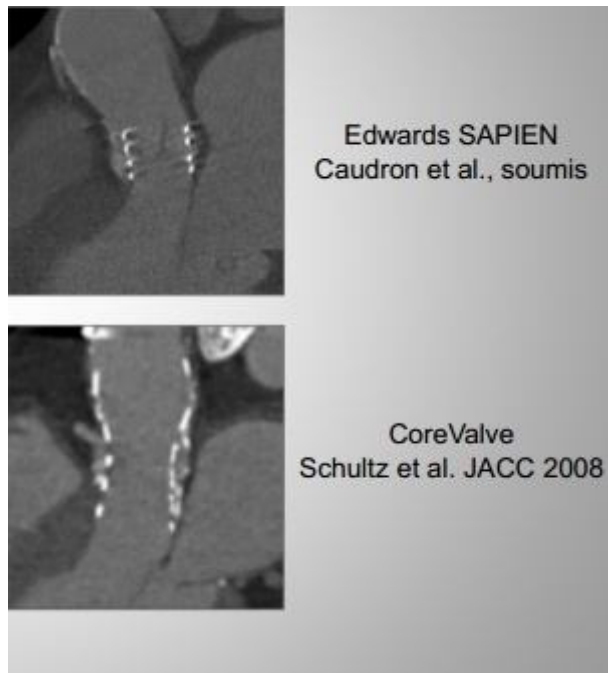 Edwards SAPIEN
Caudron et al., soumis
CoreValve
Schultz et al. JACC 2008